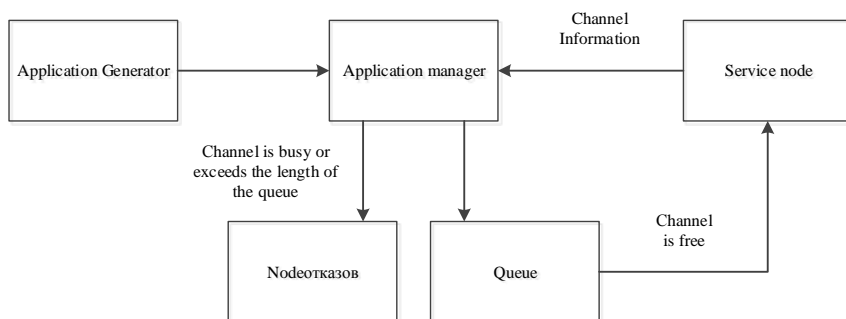 Channel
Information
Application Generator
Application manager
Service node
Channel is busy or
exceeds the length of
the queue
Channel
is free
Nodeотказов
Queue